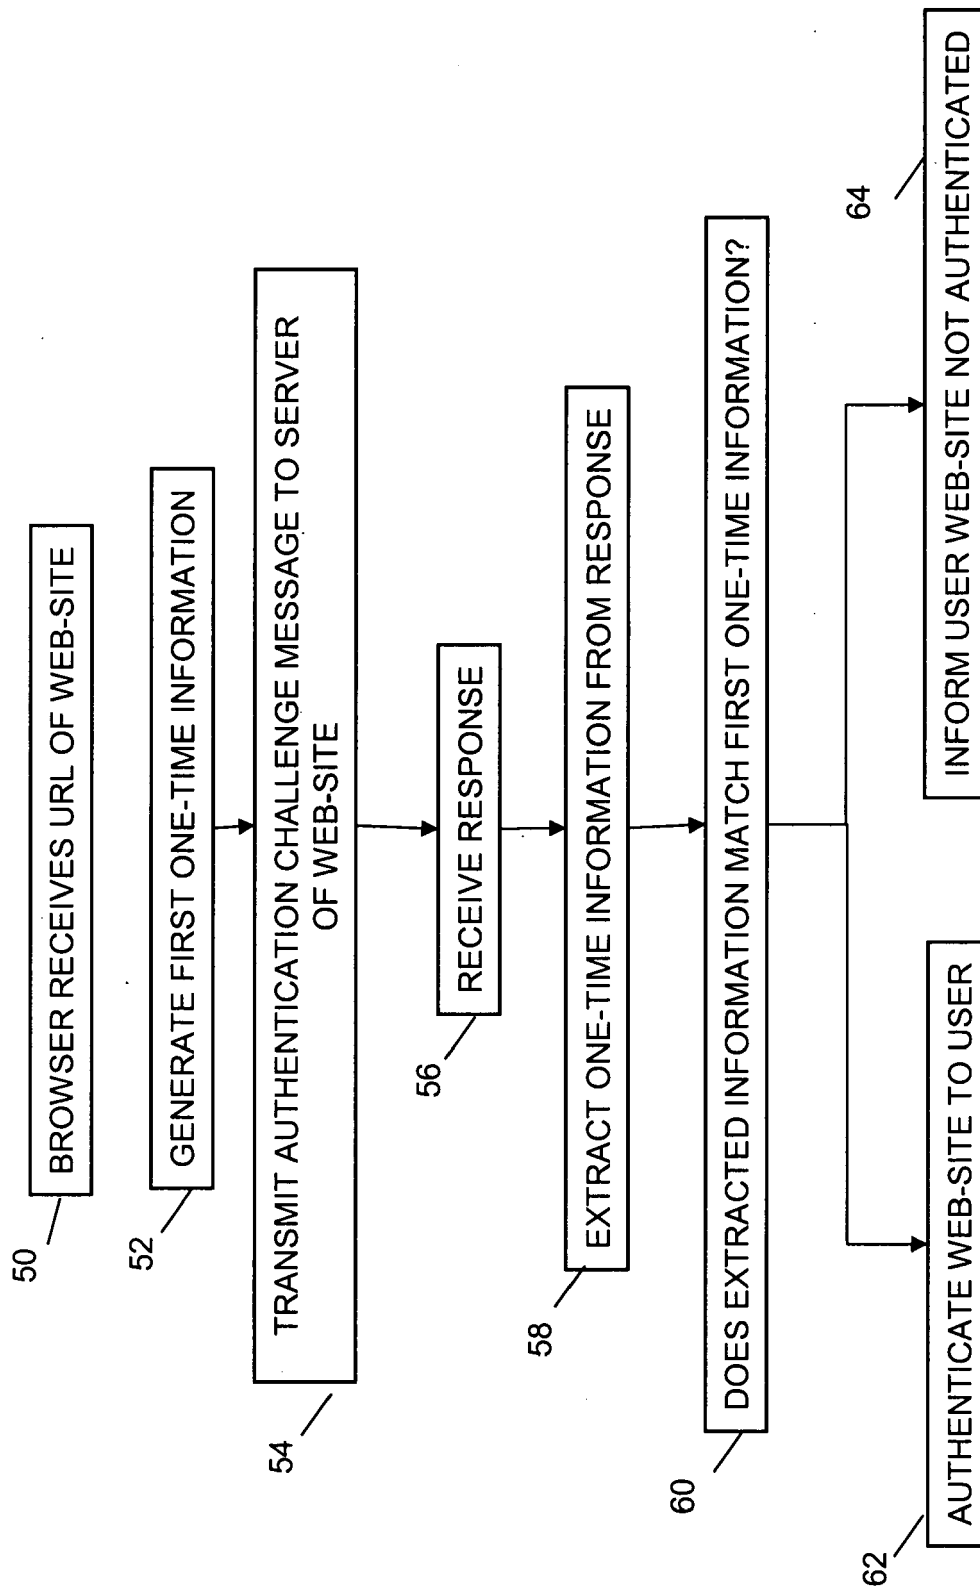 50
BROWSER RECEIVES URL OF WEB-SITE
52
GENERATE FIRST ONE-TIME INFORMATION
54
TRANSMIT AUTHENTICATION CHALLENGE MESSAGE TO SERVER
OF WEB-SITE
56
RECEIVE RESPONSE
58
EXTRACT ONE-TIME INFORMATION FROM RESPONSE
60
DOES EXTRACTED INFORMATION MATCH FIRST ONE-TIME INFORMATION?
62
AUTHENTICATE WEB-SITE TO USER
64
INFORM USER WEB-SITE NOT AUTHENTICATED